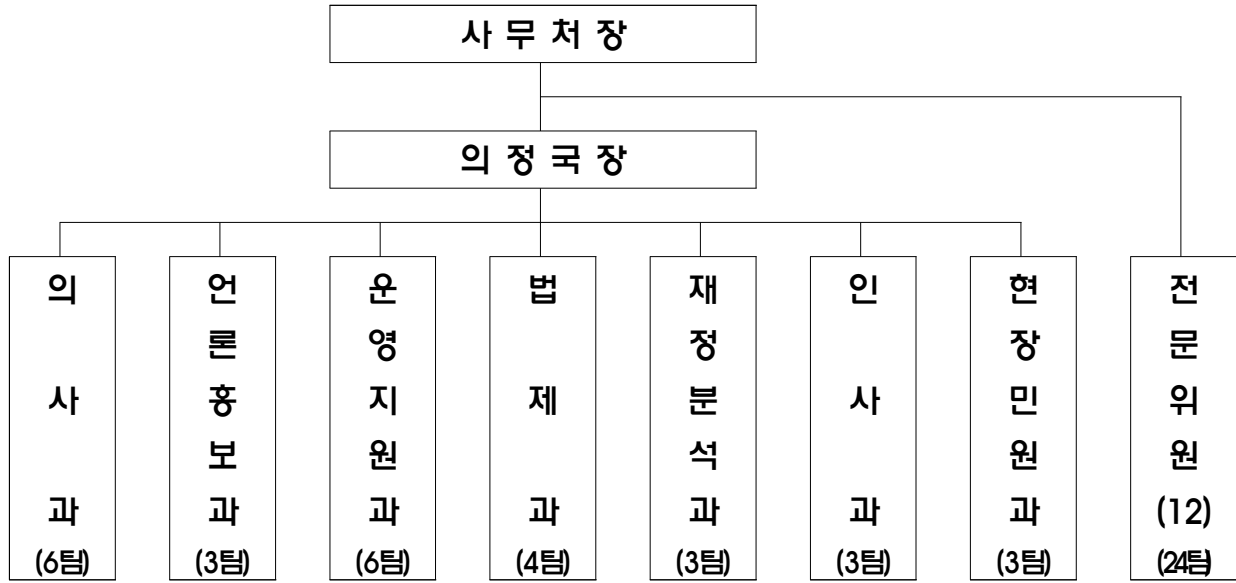 사무처장
의정국장
의사과
(6팀)
언론홍보과
(3팀)
운영지원과
(6팀)
법제과
(4팀)
재정분석과
(3팀)
인사과
(3팀)
현장민원과
(3팀)
전문위원
(12)
(24팀)